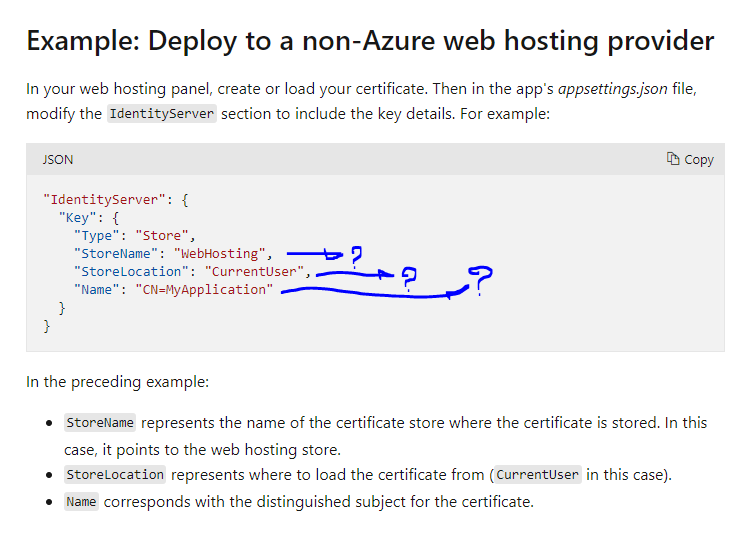 Example: Deploy to a non-Azure web hosting provider
In your web hosting panel, create or load your certificate. Then in the app's appsettings.json file,
modify the IdentityServer section to include the key details. For example:
JSON
Copy
"IdentityServer": {
"Key": {
"Type": "Store",
"StoreName": "WebHosting", ?
"StoreLocation": "CurrentUser", ?
"Name": "CN=MyApplication" ?
}
}
In the preceding example:
• StoreName represents the name of the certificate store where the certificate is stored. In this
case, it points to the web hosting store.
• StoreLocation represents where to load the certificate from (CurrentUser in this case).
• Name corresponds with the distinguished subject for the certificate.